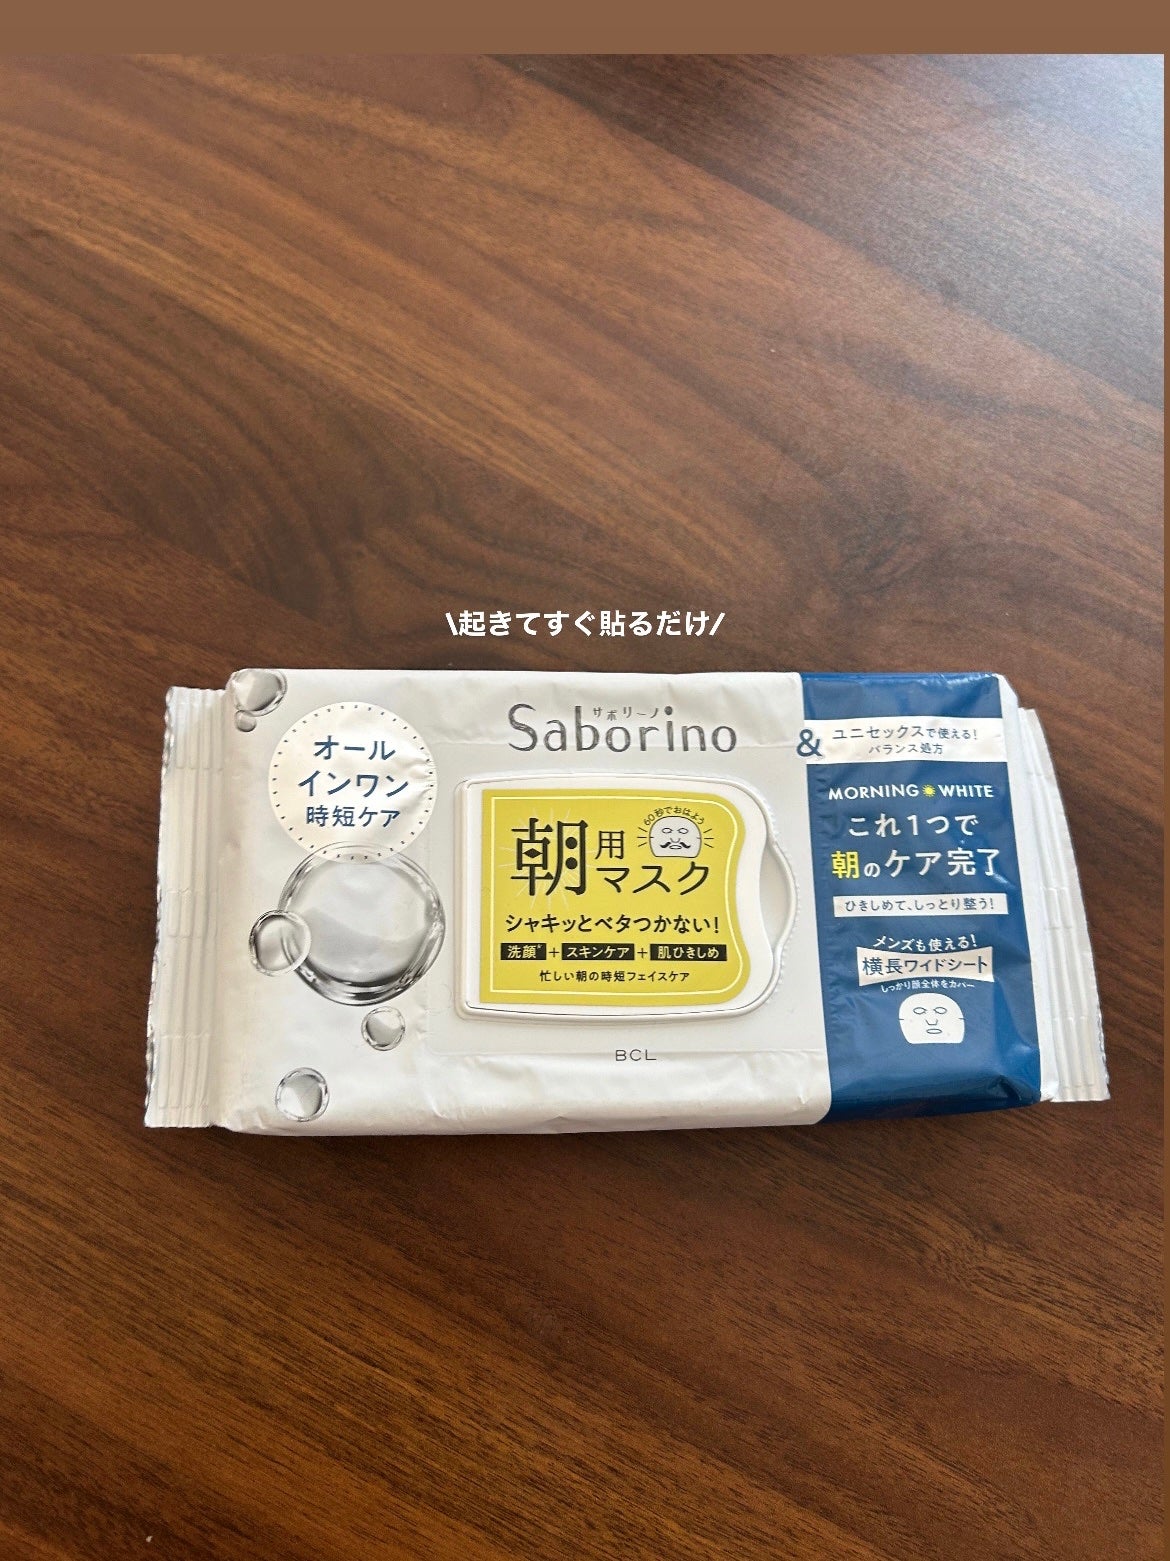 \起きてすぐ貼るだけ/
オール
インワン
時短ケア
サボリーノ
Saborino
朝用
マスク
60秒でおはよう
シャキッとベタつかない!
洗顔*+スキンケア+肌ひきしめ
忙しい朝の時短フェイスケア
BCL
&
ユニセックスで使える!
バランス処方
MORNING WHITE
これ1つで
朝のケア完了
ひきしめて、しっとり整う!
メンズも使える!
横長ワイドシート
しっかり顔全体をカバー